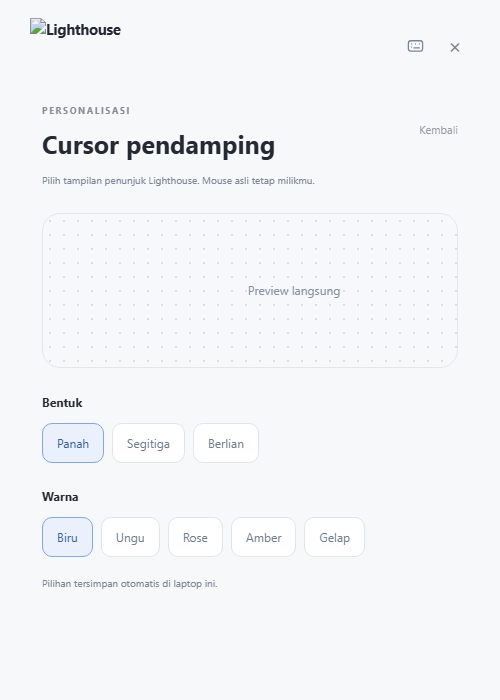 Lighthouse
PERSONALISASI
Cursor pendamping
Kembali
Pilih tampilan penunjuk Lighthouse. Mouse asli tetap milikmu.
Preview langsung
Bentuk
Panah
Segitiga
Berlian
Warna
Biru
Ungu
Rose
Amber
Gelap
Pilihan tersimpan otomatis di laptop ini.